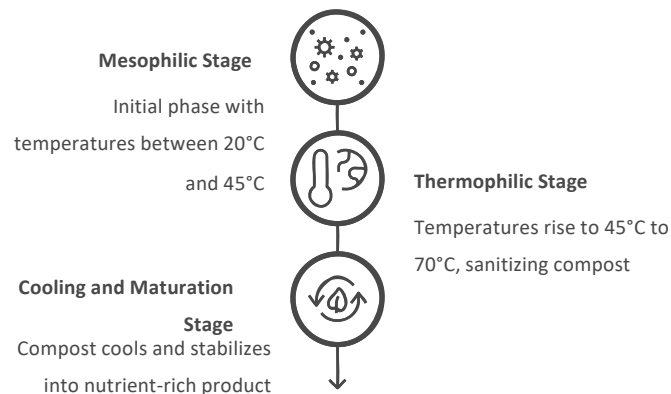 Mesophilic Stage
Initial phase with
temperatures between 20°C
and 45°C
Thermophilic Stage
Temperatures rise to 45°C to
70°C, sanitizing compost
Cooling and Maturation
Stage
Compost cools and stabilizes
into nutrient-rich product